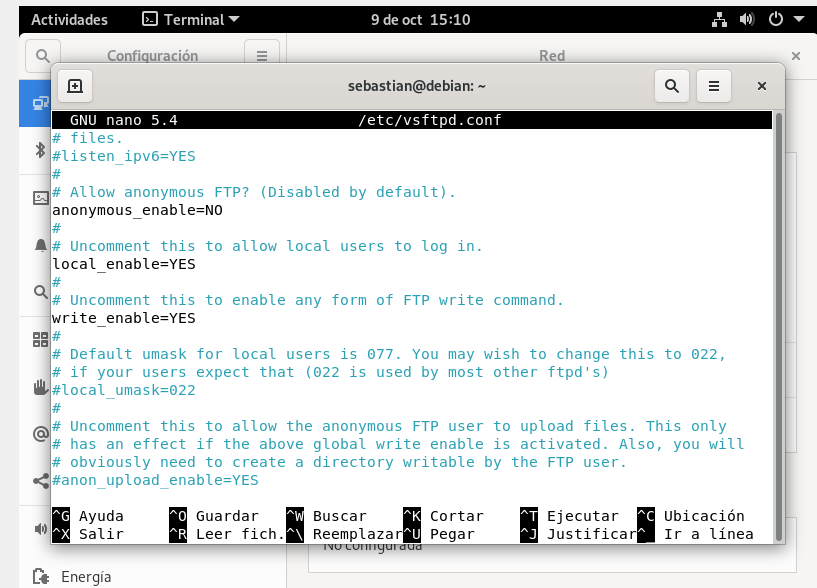 Actividades
Terminal
9 de oct 15:10
Configuración
Red
sebastian@debian: ~
GNU nano 5.4 /etc/vsftpd.conf
# files.
#listen_ipv6=YES
#
# Allow anonymous FTP? (Disabled by default).
anonymous_enable=NO
#
# Uncomment this to allow local users to log in.
local_enable=YES
#
# Uncomment this to enable any form of FTP write command.
write_enable=YES
#
# Default umask for local users is 077. You may wish to change this to 022,
# if your users expect that (022 is used by most other ftpd's)
#local_umask=022
#
# Uncomment this to allow the anonymous FTP user to upload files. This only
# has an effect if the above global write enable is activated. Also, you will
# obviously need to create a directory writable by the FTP user.
#anon_upload_enable=YES
^G Ayuda ^O Guardar ^W Buscar ^K Cortar ^T Ejecutar ^C Ubicación
^X Salir ^R Leer fich. ^\ Reemplazar ^U Pegar ^J Justificar ^_ Ir a línea
No configurada
Energía